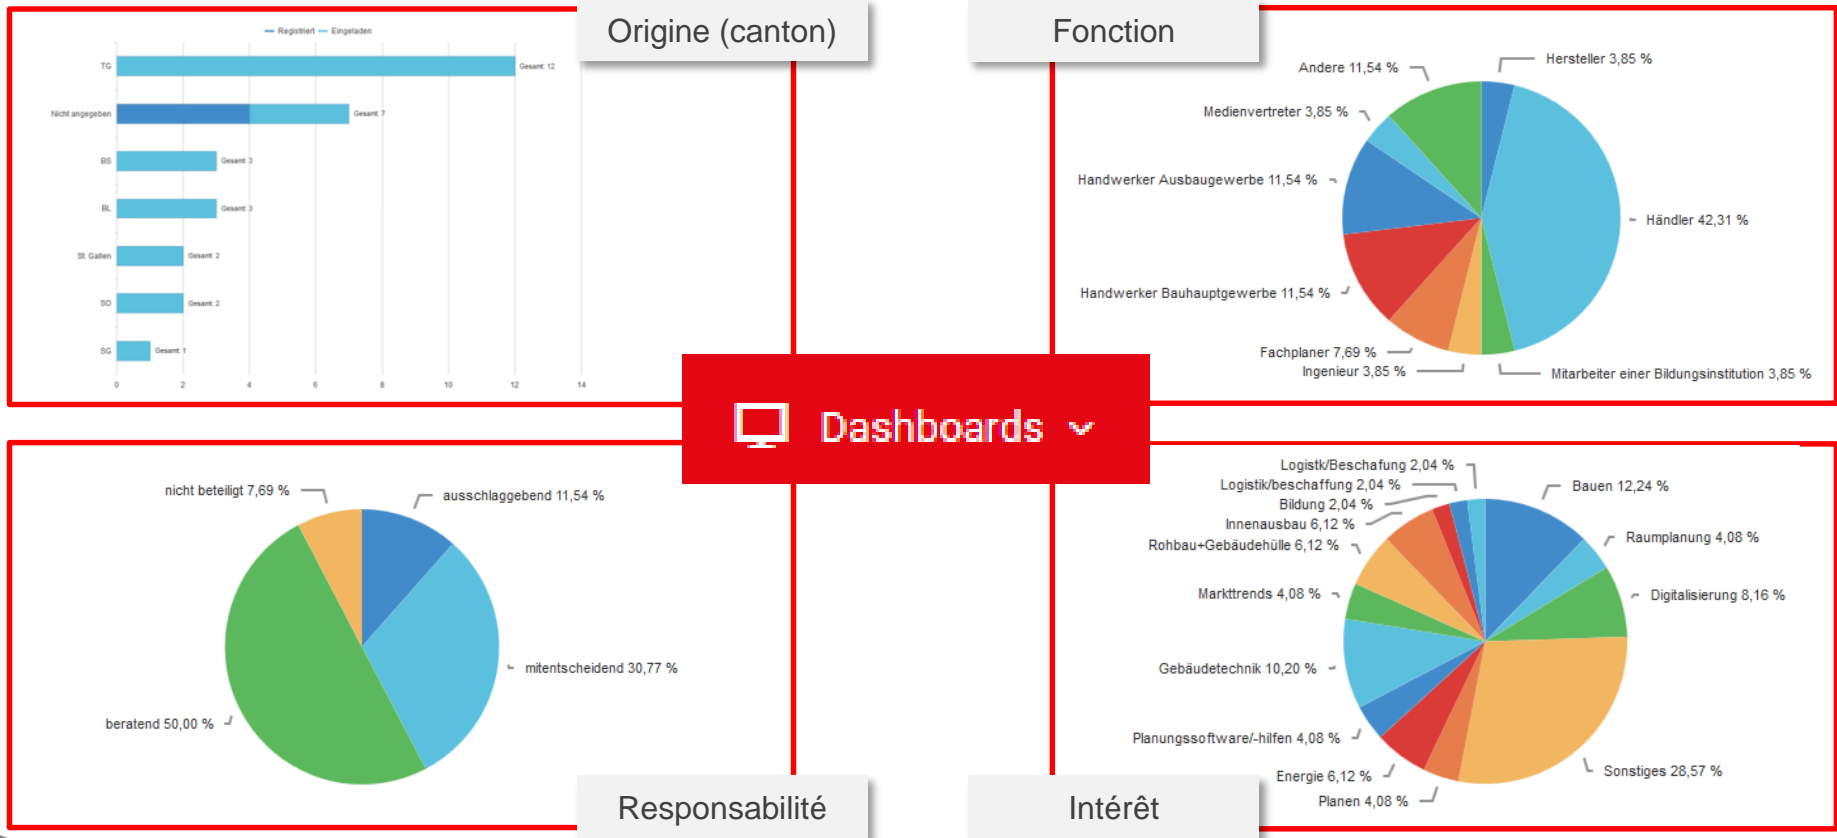 Origine (canton)
Registriert
Eingeladen
TG
Gesamt: 12
Nicht angegeben
Gesamt: 7
BS
Gesamt: 3
BL
Gesamt: 3
St. Gallen
Gesamt: 2
SO
Gesamt: 2
SG
Gesamt: 1
0 2 4 6 8 10 12 14
Fonction
Hersteller 3,85 %
Andere 11,54 %
Medienvertreter 3,85 %
Handwerker Ausbaugewerbe 11,54 %
Händler 42,31 %
Handwerker Bauhauptgewerbe 11,54 %
Fachplaner 7,69 %
Ingenieur 3,85 %
Mitarbeiter einer Bildungsinstitution 3,85 %
Dashboards
nicht beteiligt 7,69 %
ausschlaggebend 11,54 %
mitentscheidend 30,77 %
beratend 50,00 %
Responsabilité
Logistk/Beschafung 2,04 %
Logistik/beschaffung 2,04 %
Bildung 2,04 %
Innenausbau 6,12 %
Rohbau+Gebäudehülle 6,12 %
Markttrends 4,08 %
Gebäudetechnik 10,20 %
Planungssoftware/-hilfen 4,08 %
Energie 6,12 %
Planen 4,08 %
Bauen 12,24 %
Raumplanung 4,08 %
Digitalisierung 8,16 %
Sonstiges 28,57 %
Intérêt